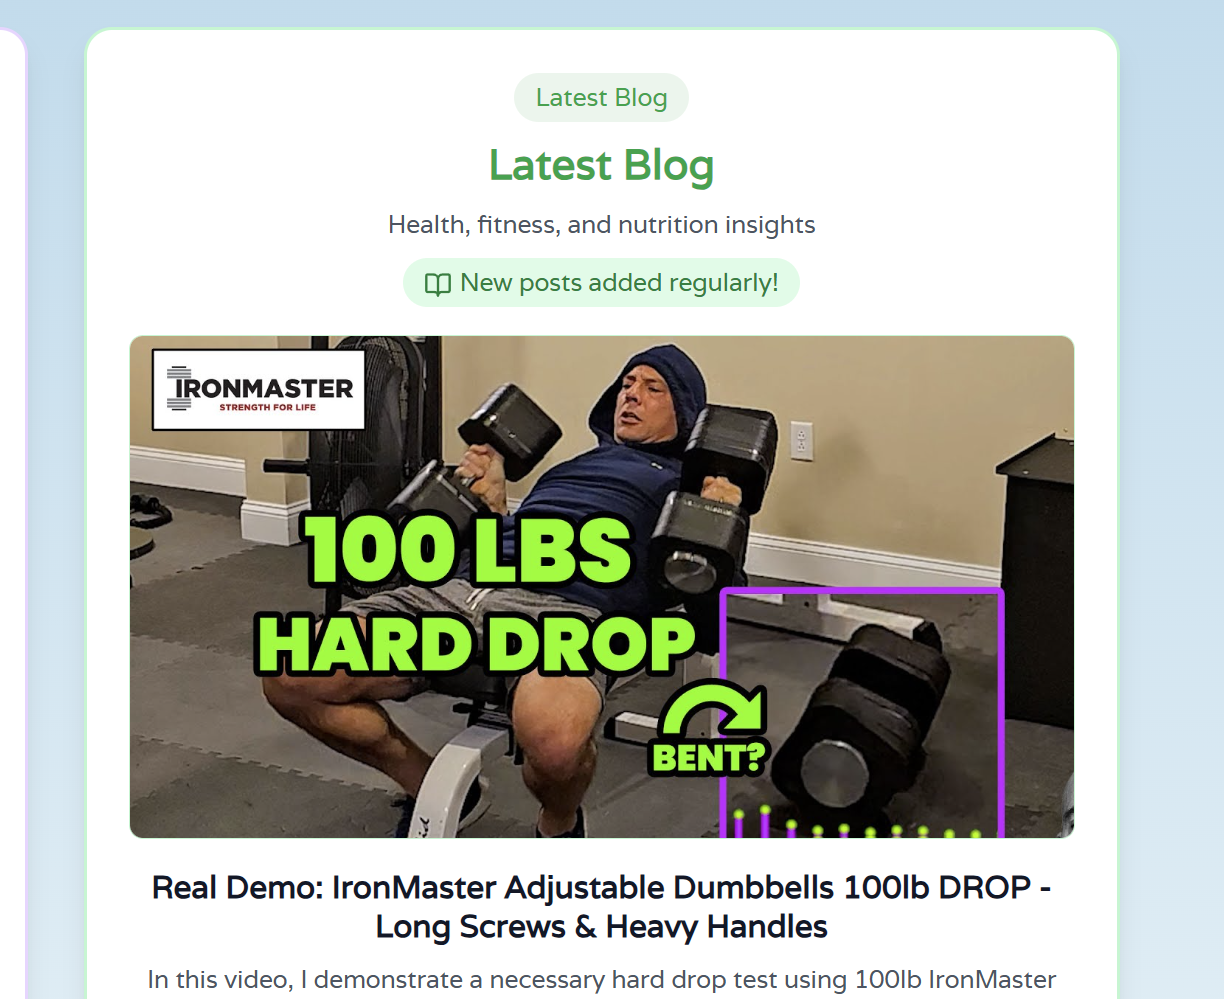 Latest Blog
Latest Blog
Health, fitness, and nutrition insights
New posts added regularly!
IRONMASTER
STRENGTH FOR LIFE
100 LBS
HARD DROP
BENT?
Real Demo: IronMaster Adjustable Dumbbells 100lb DROP -
Long Screws & Heavy Handles
In this video, I demonstrate a necessary hard drop test using 100lb IronMaster